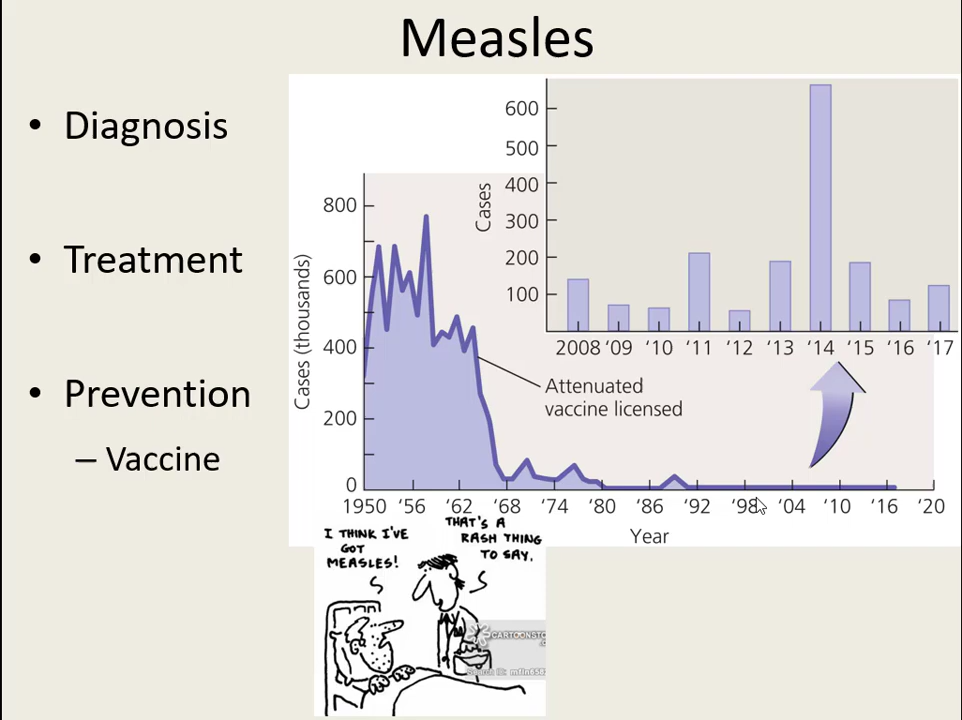 Measles
• Diagnosis
• Treatment
• Prevention
– Vaccine
600
500
400
300
200
100
Cases
2008 ‘09 ‘10 ‘11 ‘12 ‘13 ‘14 ‘15 ‘16 ‘17
800
600
400
200
0
Cases (thousands)
Attenuated
vaccine licensed
1950 ‘56 ‘62 ‘68 ‘74 ‘80 ‘86 ‘92 ‘98 ‘04 ‘10 ‘16 ‘20
Year
I THINK I'VE
GOT
MEASLES!
THAT'S A
RASH THING
TO SAY.
CARTOONSTO